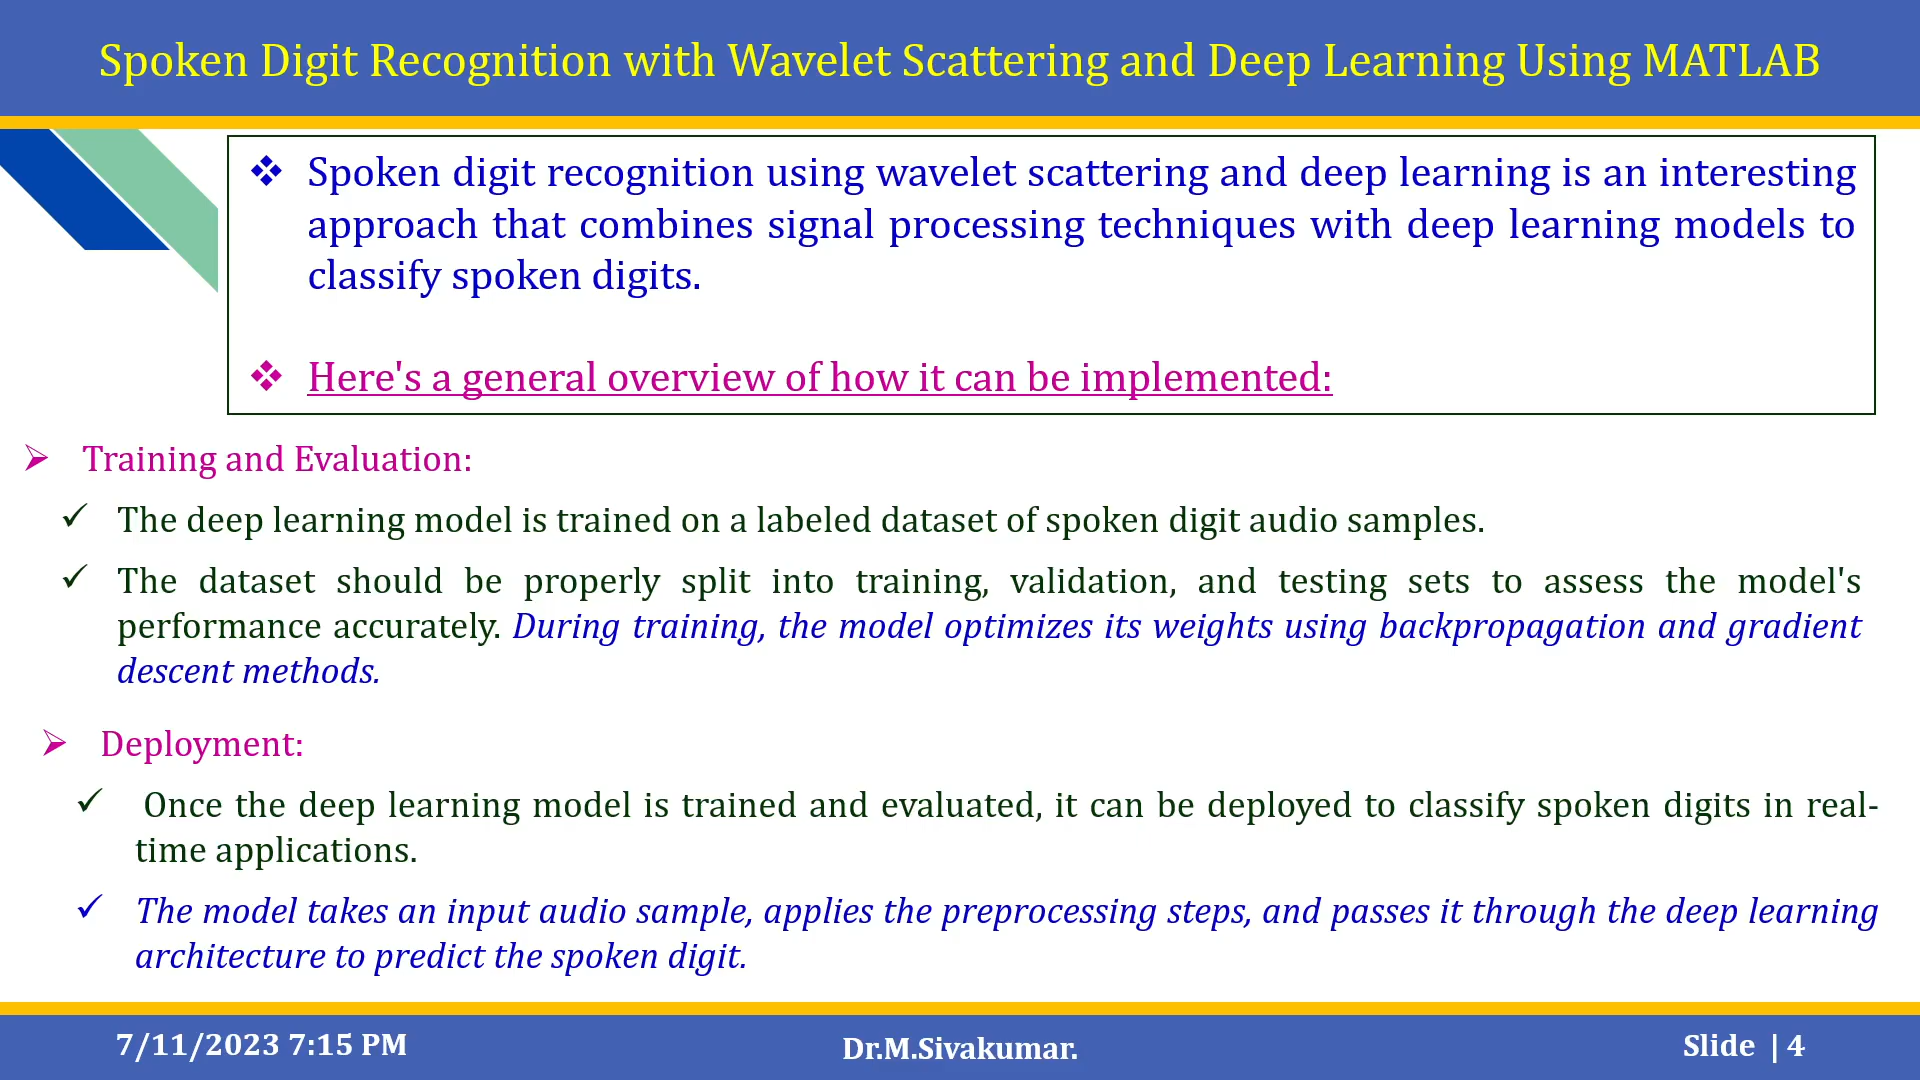 Spoken Digit Recognition with Wavelet Scattering and Deep Learning Using MATLAB
❖ Spoken digit recognition using wavelet scattering and deep learning is an interesting
approach that combines signal processing techniques with deep learning models to
classify spoken digits.
❖ Here's a general overview of how it can be implemented:
➢ Training and Evaluation:
✓ The deep learning model is trained on a labeled dataset of spoken digit audio samples.
✓ The dataset should be properly split into training, validation, and testing sets to assess the model's
performance accurately. During training, the model optimizes its weights using backpropagation and gradient
descent methods.
➢ Deployment:
✓ Once the deep learning model is trained and evaluated, it can be deployed to classify spoken digits in real-
time applications.
✓ The model takes an input audio sample, applies the preprocessing steps, and passes it through the deep learning
architecture to predict the spoken digit.
7/11/2023 7:15 PM
Dr.M.Sivakumar.
Slide | 4